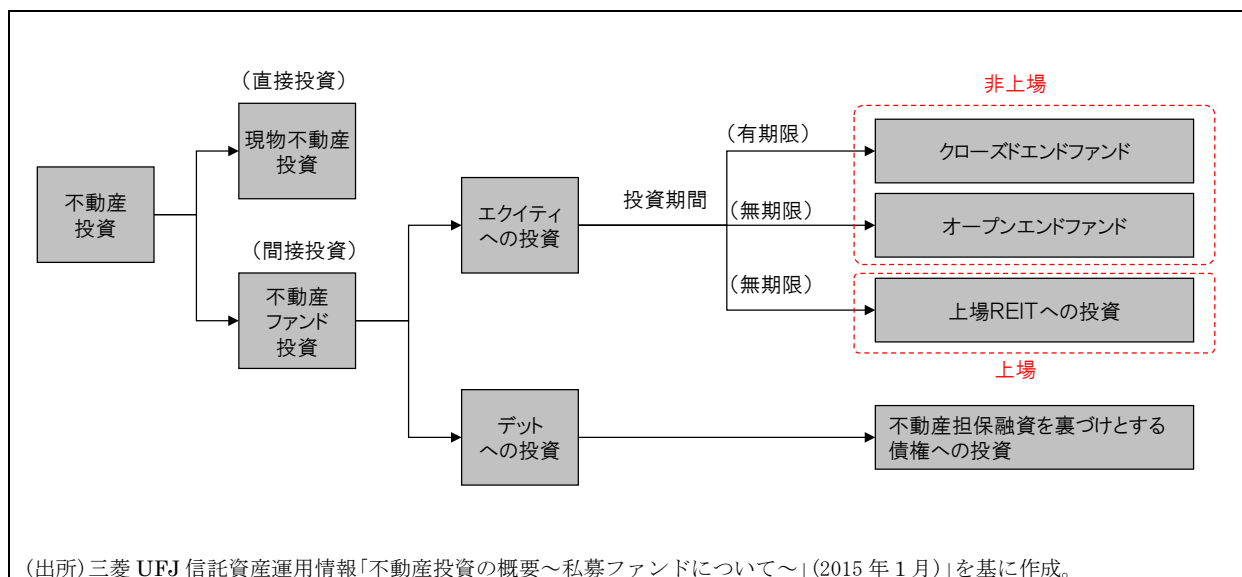 (直接投資)
現物不動産
投資
不動産
投資
(間接投資)
不動産
ファンド
投資
エクイティ
への投資
デット
への投資
投資期間
(有期限)
(無期限)
(無期限)
非上場
クローズドエンドファンド
オープンエンドファンド
上場REITへの投資
上場
不動産担保融資を裏づけとする
債権への投資
(出所)三菱 UFJ 信託資産運用情報「不動産投資の概要~私募ファンドについて~」(2015 年 1 月)」を基に作成。